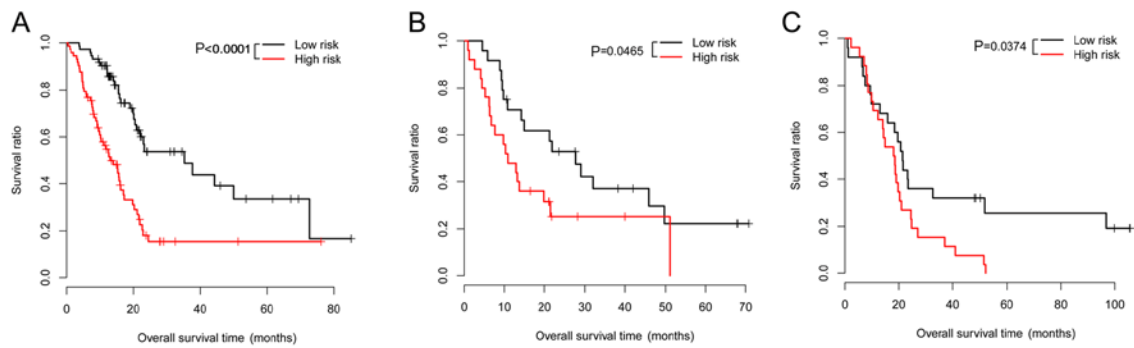 A
P<0.0001
Low risk
High risk
Survival ratio
1.0
0.8
0.6
0.4
0.2
0.0
0 20 40 60 80
Overall survival time (months)
B
P=0.0465
Low risk
High risk
Survival ratio
1.0
0.8
0.6
0.4
0.2
0.0
0 10 20 30 40 50 60 70
Overall survival time (months)
C
P=0.0374
Low risk
High risk
Survival ratio
1.0
0.8
0.6
0.4
0.2
0.0
0 20 40 60 80 100
Overall survival time (months)